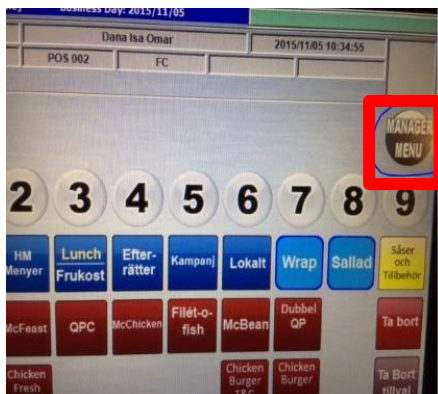 Business Day: 2015/11/05
Dana Isa Omar
2015/11/05 10:34:55
POS 002
FC
MANAGER
MENU
2 3 4 5 6 7 8 9
HM
Menyer
Lunch
Frukost
Efter-
rätter
Kampanj
Lokalt
Wrap
Sallad
Såser
och
Tillbehör
McFeast
QPC
McChicken
Filét-o-
fish
McBean
Dubbel
QP
Ta bort
Chicken
Fresh
Chicken
Burger
T&C
Chicken
Burger
Ta Bort
tillval